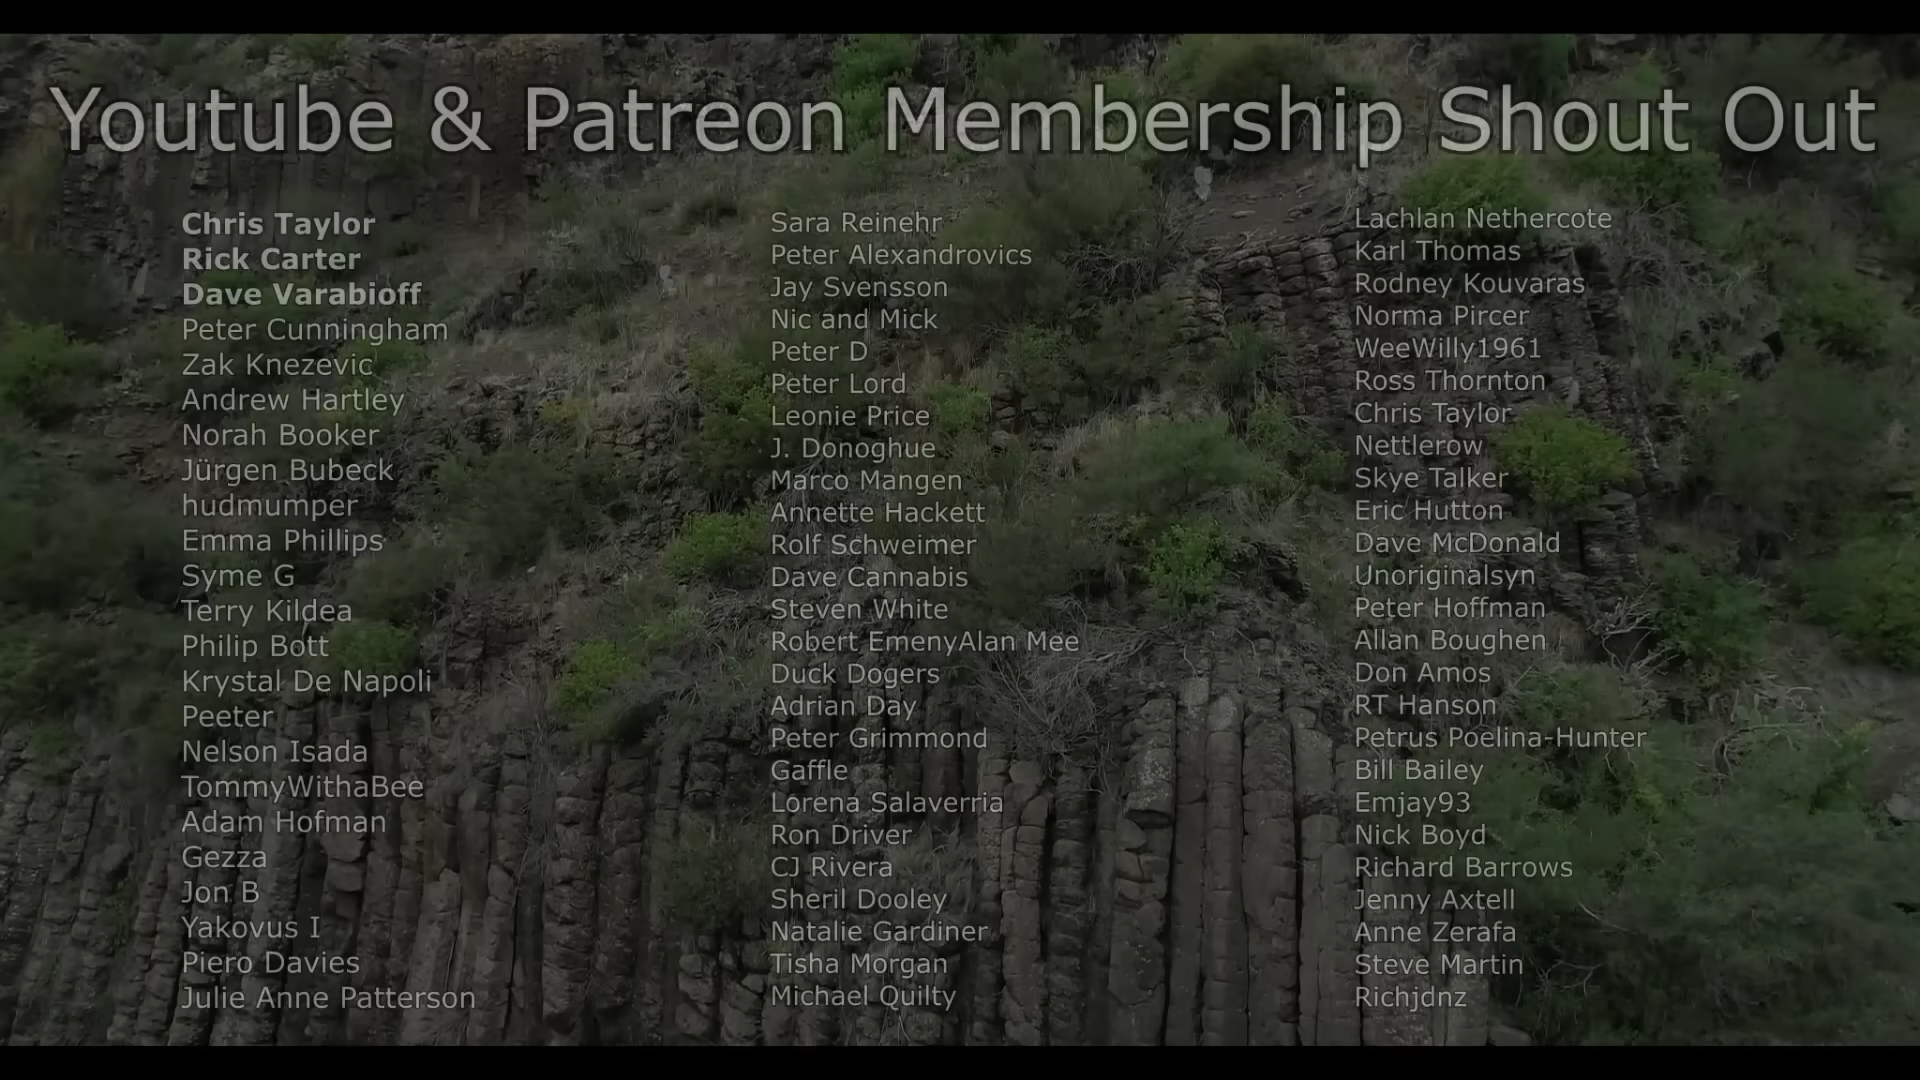 Youtube & Patreon Membership Shout Out
Chris Taylor
Rick Carter
Dave Varabioff
Peter Cunningham
Zak Knezevic
Andrew Hartley
Norah Booker
Jürgen Bubeck
hudmumper
Emma Phillips
Syme G
Terry Kildea
Philip Bott
Krystal De Napoli
Peeter
Nelson Isada
TommyWithaBee
Adam Hofman
Gezza
Jon B
Yakovus I
Piero Davies
Julie Anne Patterson
Sara Reinehr
Peter Alexandrovics
Jay Svensson
Nic and Mick
Peter D
Peter Lord
Leonie Price
J. Donoghue
Marco Mangen
Annette Hackett
Rolf Schweimer
Dave Cannabis
Steven White
Robert EmenyAlan Mee
Duck Dogers
Adrian Day
Peter Grimmond
Gaffle
Lorena Salaverria
Ron Driver
CJ Rivera
Sheril Dooley
Natalie Gardiner
Tisha Morgan
Michael Quilty
Lachlan Nethercote
Karl Thomas
Rodney Kouvaras
Norma Pircer
WeeWilly1961
Ross Thornton
Chris Taylor
Nettlerow
Skye Talker
Eric Hutton
Dave McDonald
Unoriginalsyn
Peter Hoffman
Allan Boughen
Don Amos
RT Hanson
Petrus Poelina-Hunter
Bill Bailey
Emjay93
Nick Boyd
Richard Barrows
Jenny Axtell
Anne Zerafa
Steve Martin
Richjdnz